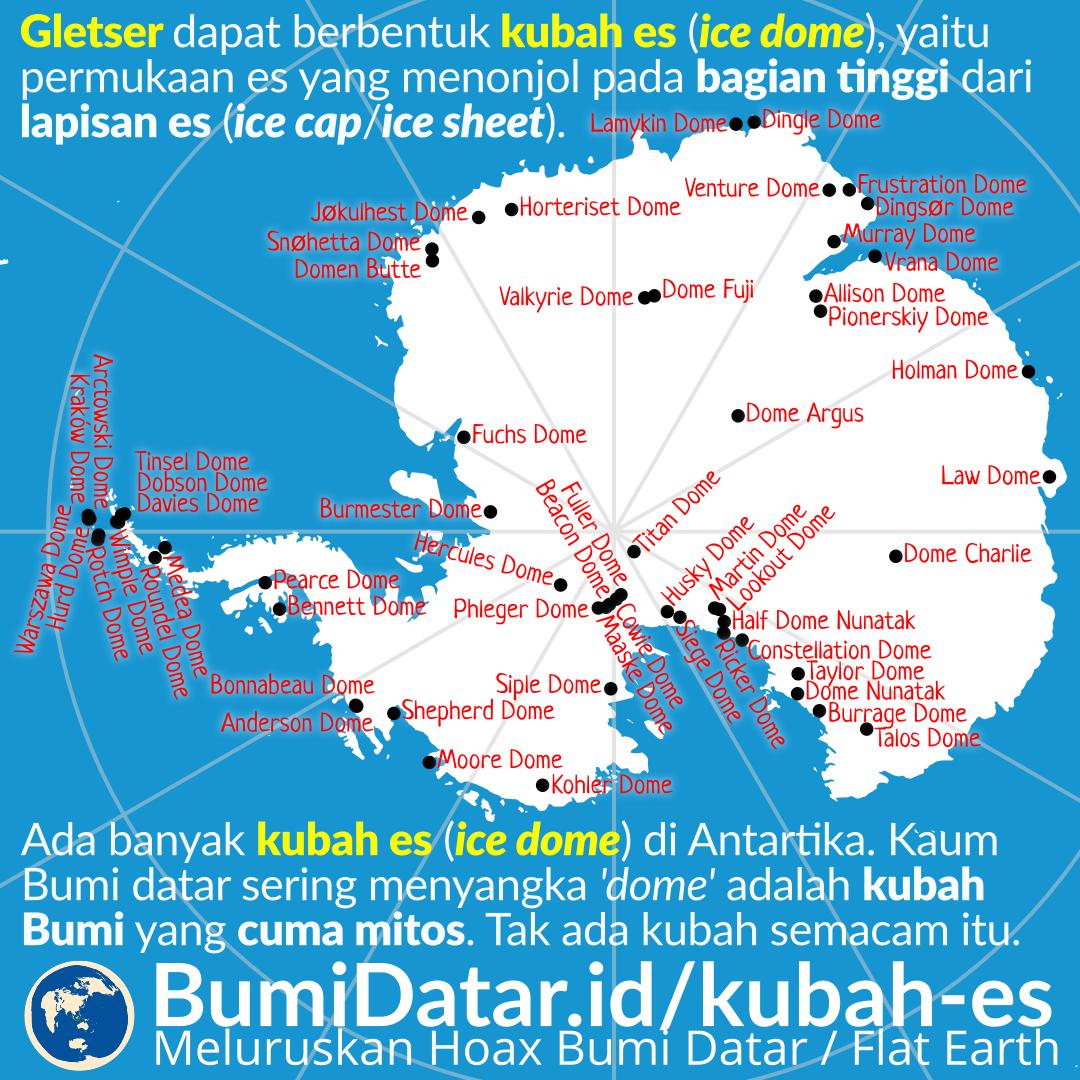 Gletser dapat berbentuk kubah es (ice dome), yaitu
permukaan es yang menonjol pada bagian tinggi dari
lapisan es (ice cap/ice sheet).
Lamykin Dome
Dingle Dome
Venture Dome
Frustration Dome
Dingsør Dome
Jøkulhest Dome
Horteriset Dome
Murray Dome
Snøhetta Dome
Vrana Dome
Domen Butte
Valkyrie Dome
Dome Fuji
Allison Dome
Pionerskiy Dome
Holman Dome
Arctowski Dome
Kraków Dome
Dome Argus
Fuchs Dome
Tinsel Dome
Dobson Dome
Davies Dome
Law Dome
Burmester Dome
Fuller Dome
Beacon Dome
Titan Dome
Husky Dome
Martin Dome
Lookout Dome
Warszawa Dome
Hurd Dome
Rotch Dome
Wimple Dome
Roundel Dome
Medea Dome
Hercules Dome
Dome Charlie
Pearce Dome
Bennett Dome
Phleger Dome
Cowie Dome
Maaske Dome
Siege Dome
Ricker Dome
Half Dome Nunatak
Constellation Dome
Taylor Dome
Dome Nunatak
Burrage Dome
Talos Dome
Bonnabeau Dome
Siple Dome
Anderson Dome
Shepherd Dome
Moore Dome
Kohler Dome
Ada banyak kubah es (ice dome) di Antartika. Kaum
Bumi datar sering menyangka 'dome' adalah kubah
Bumi yang cuma mitos. Tak ada kubah semacam itu.
BumiDatar.id/kubah-es
Meluruskan Hoax Bumi Datar / Flat Earth